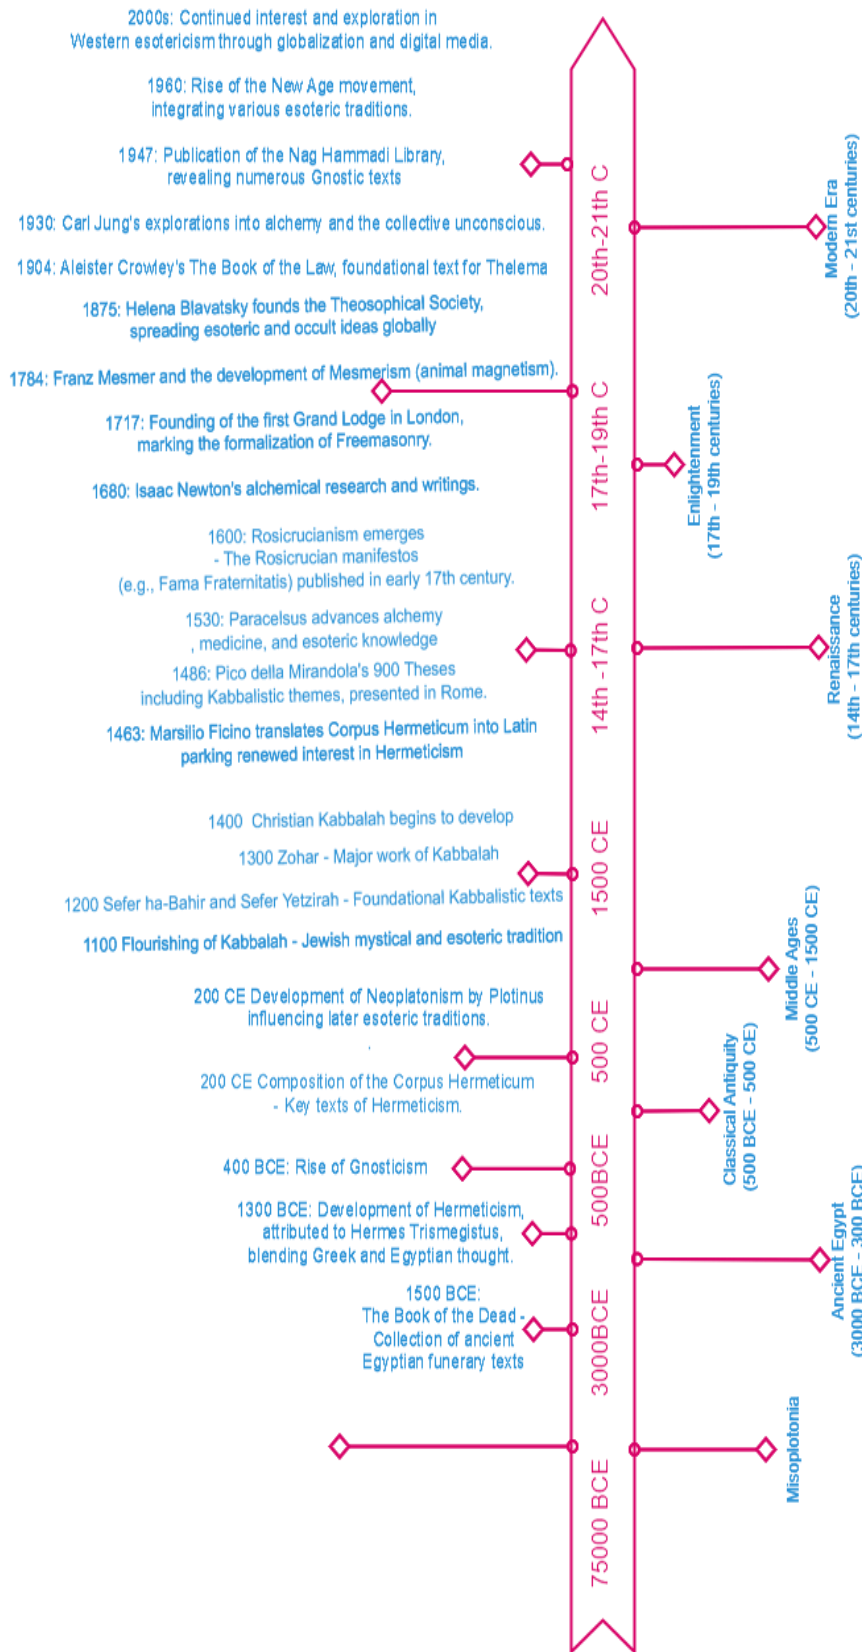 2000s: Continued interest and exploration in
Western esotericism through globalization and digital media.
1960: Rise of the New Age movement,
integrating various esoteric traditions.
1947: Publication of the Nag Hammadi Library,
revealing numerous Gnostic texts
1930: Carl Jung's explorations into alchemy and the collective unconscious.
1904: Aleister Crowley's The Book of the Law, foundational text for Thelema
1875: Helena Blavatsky founds the Theosophical Society,
spreading esoteric and occult ideas globally
1784: Franz Mesmer and the development of Mesmerism (animal magnetism).
1717: Founding of the first Grand Lodge in London,
marking the formalization of Freemasonry.
1680: Isaac Newton's alchemical research and writings.
1600: Rosicrucianism emerges
- The Rosicrucian manifestos
(e.g., Fama Fraternitatis) published in early 17th century.
1530: Paracelsus advances alchemy
, medicine, and esoteric knowledge
1486: Pico della Mirandola's 900 Theses
including Kabbalistic themes, presented in Rome.
1463: Marsilio Ficino translates Corpus Hermeticum into Latin
parking renewed interest in Hermeticism
1400 Christian Kabbalah begins to develop
1300 Zohar - Major work of Kabbalah
1200 Sefer ha-Bahir and Sefer Yetzirah - Foundational Kabbalistic texts
1100 Flourishing of Kabbalah - Jewish mystical and esoteric tradition
200 CE Development of Neoplatonism by Plotinus
influencing later esoteric traditions.
.
200 CE Composition of the Corpus Hermeticum
- Key texts of Hermeticism.
400 BCE: Rise of Gnosticism
1300 BCE: Development of Hermeticism,
attributed to Hermes Trismegistus,
blending Greek and Egyptian thought.
1500 BCE:
The Book of the Dead -
Collection of ancient
Egyptian funerary texts
20th-21th C
17th-19th C
14th -17th C
1500 CE
500 CE
500BCE
3000BCE
75000 BCE
Modern Era
(20th - 21st centuries)
Enlightenment
(17th - 19th centuries)
Renaissance
(14th - 17th centuries)
Middle Ages
(500 CE - 1500 CE)
Classical Antiquity
(500 BCE - 500 CE)
Ancient Egypt
(3000 BCE - 300 BCE)
Misoplotonia